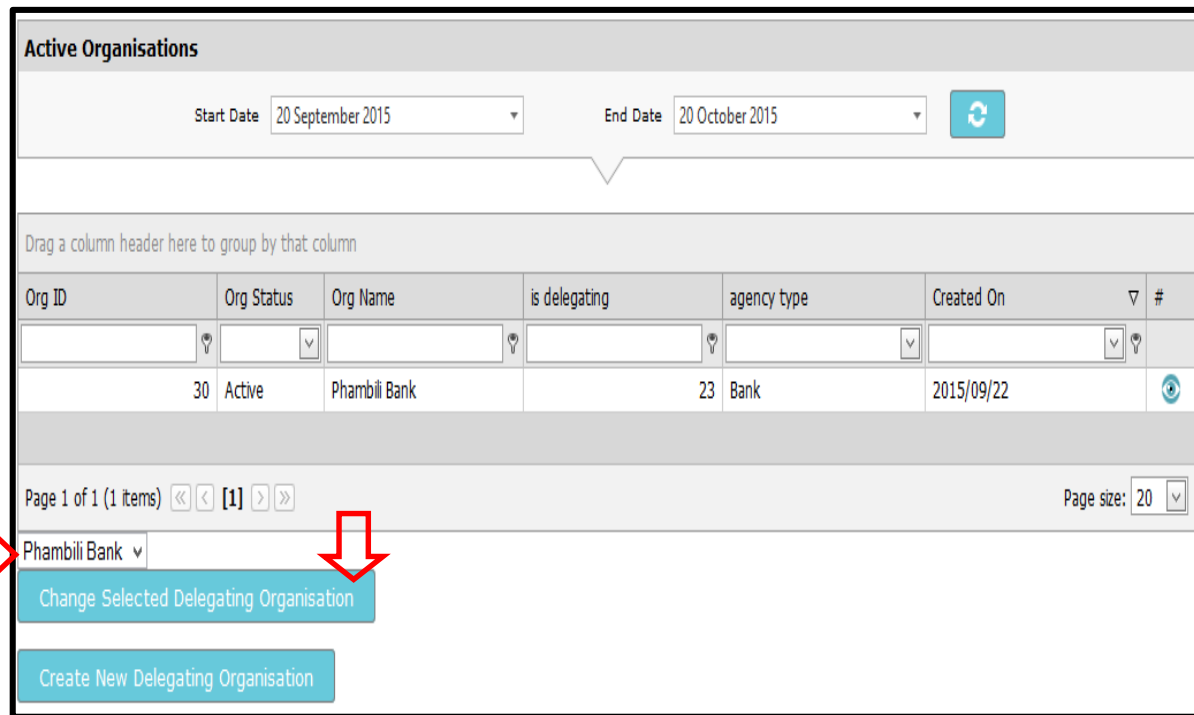 Active Organisations
Start Date 20 September 2015 End Date 20 October 2015
Drag a column header here to group by that column
Org ID Org Status Org Name is delegating agency type Created On #
30 Active Phambili Bank 23 Bank 2015/09/22
Page 1 of 1 (1 items) « < [1] > » Page size: 20
Phambili Bank
Change Selected Delegating Organisation
Create New Delegating Organisation